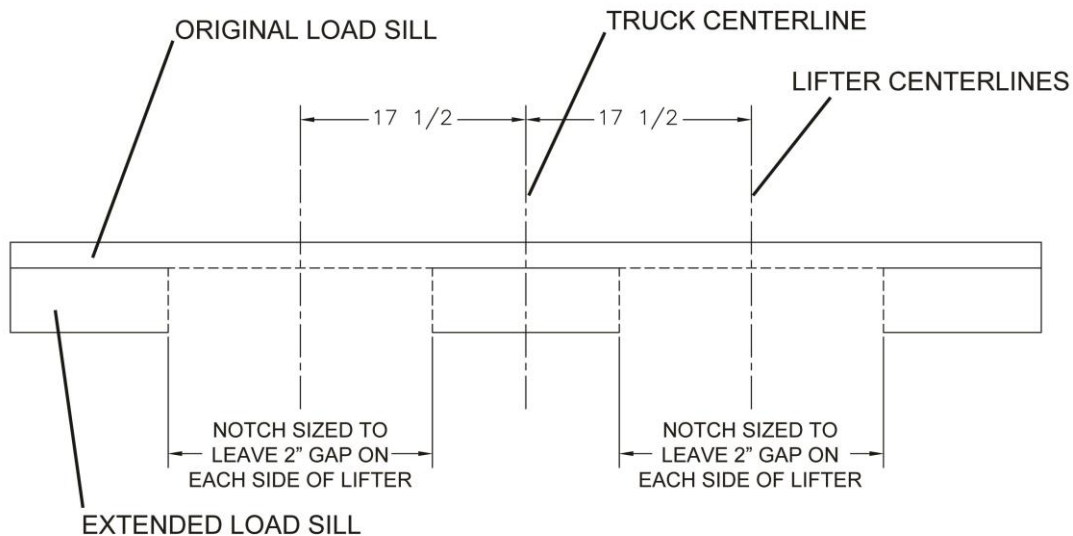 ORIGINAL LOAD SILL
TRUCK CENTERLINE
LIFTER CENTERLINES
17 1/2
17 1/2
NOTCH SIZED TO
LEAVE 2” GAP ON
EACH SIDE OF LIFTER
NOTCH SIZED TO
LEAVE 2” GAP ON
EACH SIDE OF LIFTER
EXTENDED LOAD SILL